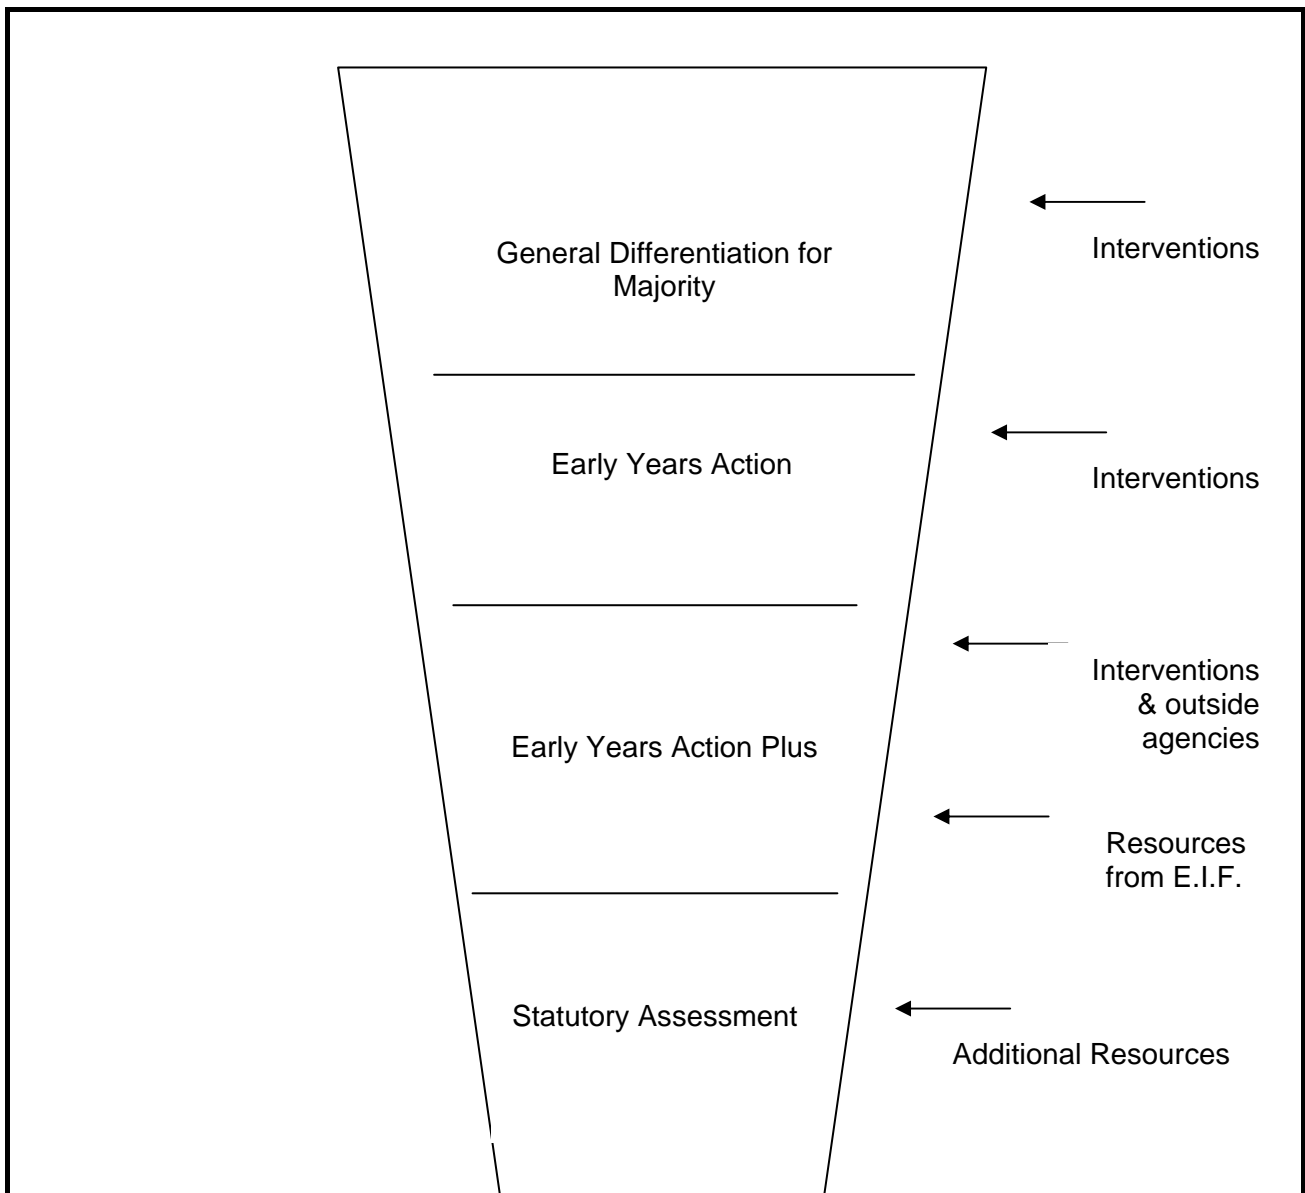 General Differentiation for
Majority
Interventions
Early Years Action
Interventions
Early Years Action Plus
Interventions
& outside
agencies
Resources
from E.I.F.
Statutory Assessment
Additional Resources